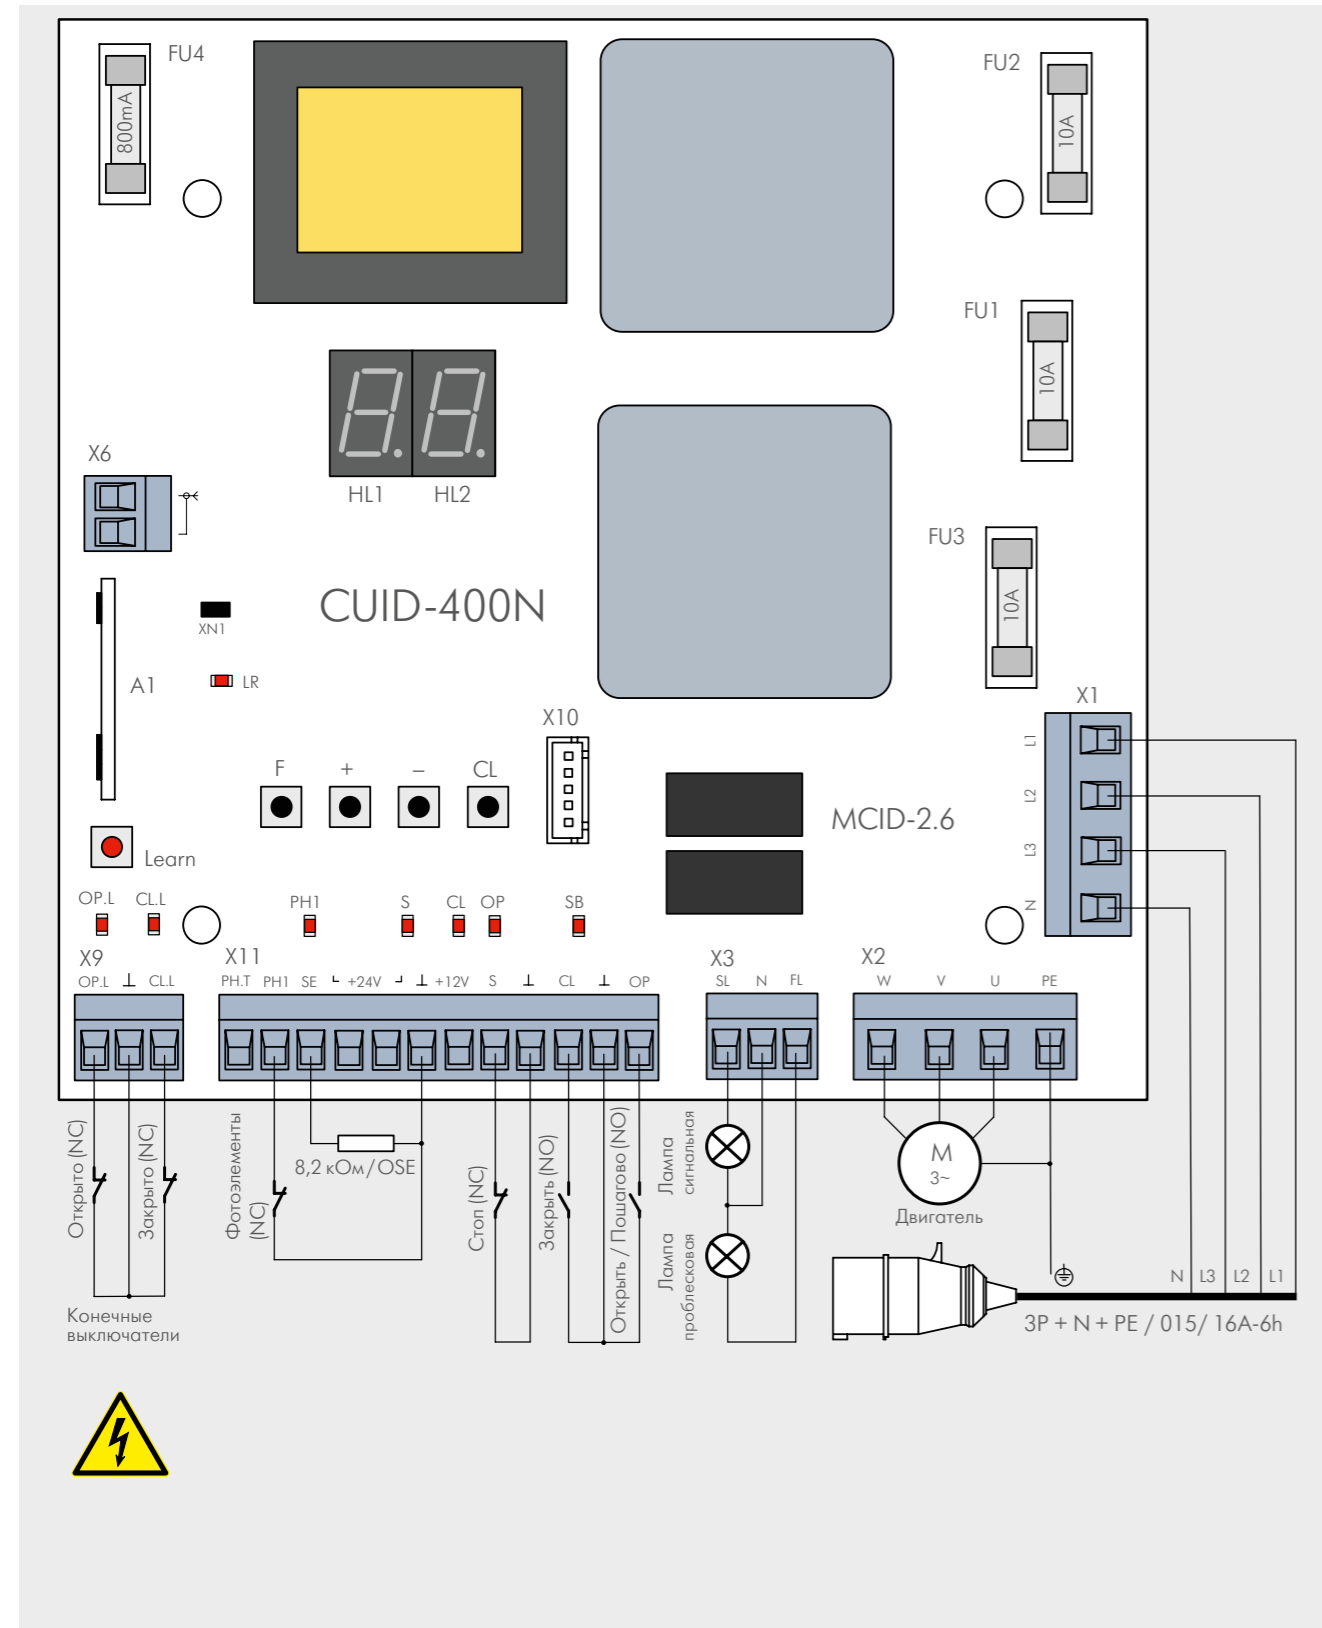 FU4
800mA
FU2
10A
FU1
10A
HL1 HL2
X6
FU3
10A
CUID-400N
XN1
A1
LR
X10
X1
L1
L2
L3
N
F + – CL
MCID-2.6
Learn
OP.L CL.L PH1 S CL OP SB
X9 X11 X3 X2
OP.L ⊥ CL.L PH.T PH1 SE +24V ⊥ +12V S ⊥ CL ⊥ OP SL N FL W V U PE
Открыто (NC)
Закрыто (NC)
Конечные
выключатели
Фотоэлементы
(NC)
8,2 кОм/OSE
Стоп (NC)
Закрыть (NO)
Открыть / Пошагово (NO)
Лампа
сигнальная
Лампа
проблесковая
M
3~
Двигатель
N L3 L2 L1
3P + N + PE / 015/ 16A-6h